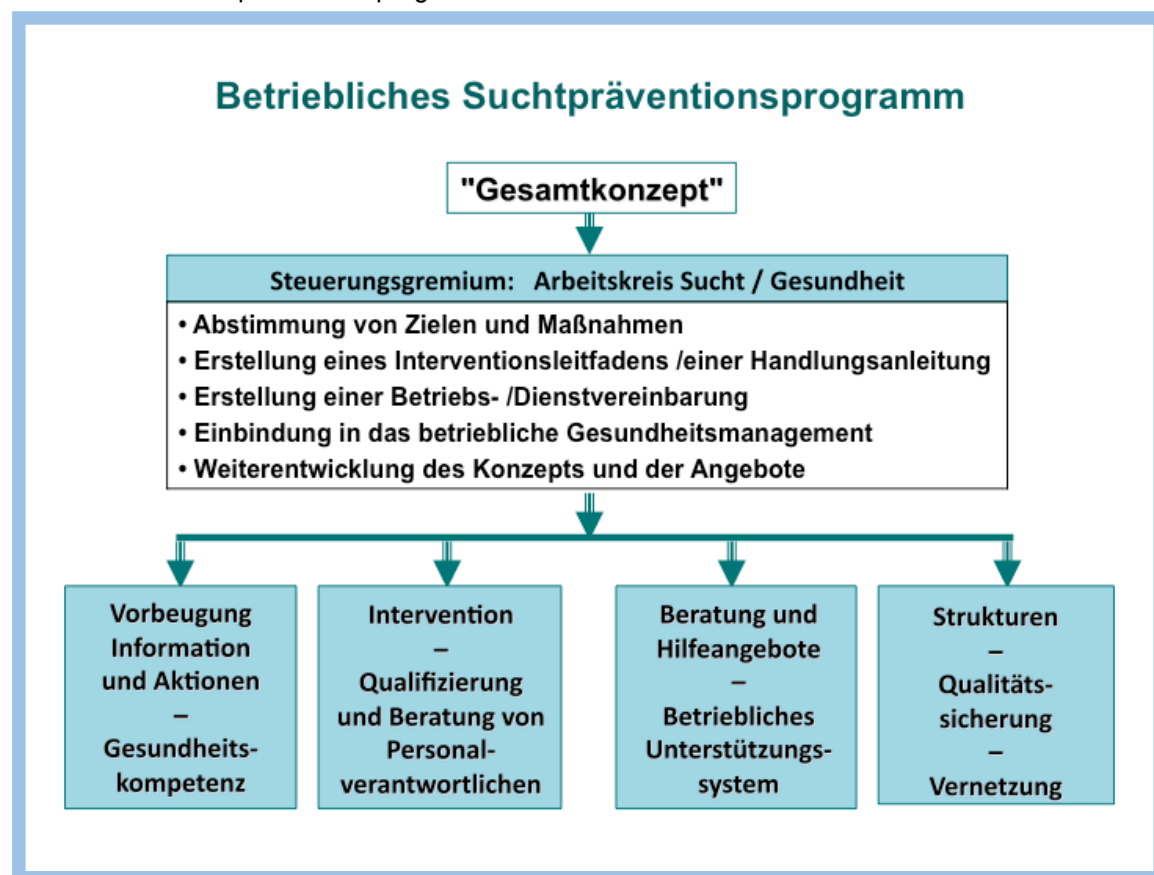 Betriebliches Suchtpräventionsprogramm
"Gesamtkonzept"
Steuerungsgremium: Arbeitskreis Sucht / Gesundheit
• Abstimmung von Zielen und Maßnahmen
• Erstellung eines Interventionsleitfadens /einer Handlungsanleitung
• Erstellung einer Betriebs- /Dienstvereinbarung
• Einbindung in das betriebliche Gesundheitsmanagement
• Weiterentwicklung des Konzepts und der Angebote
Vorbeugung
Information
und Aktionen
–
Gesundheits-
kompetenz
Intervention
–
Qualifizierung
und Beratung von
Personal-
verantwortlichen
Beratung und
Hilfeangebote
–
Betriebliches
Unterstützungs-
system
Strukturen
–
Qualitäts-
sicherung
–
Vernetzung